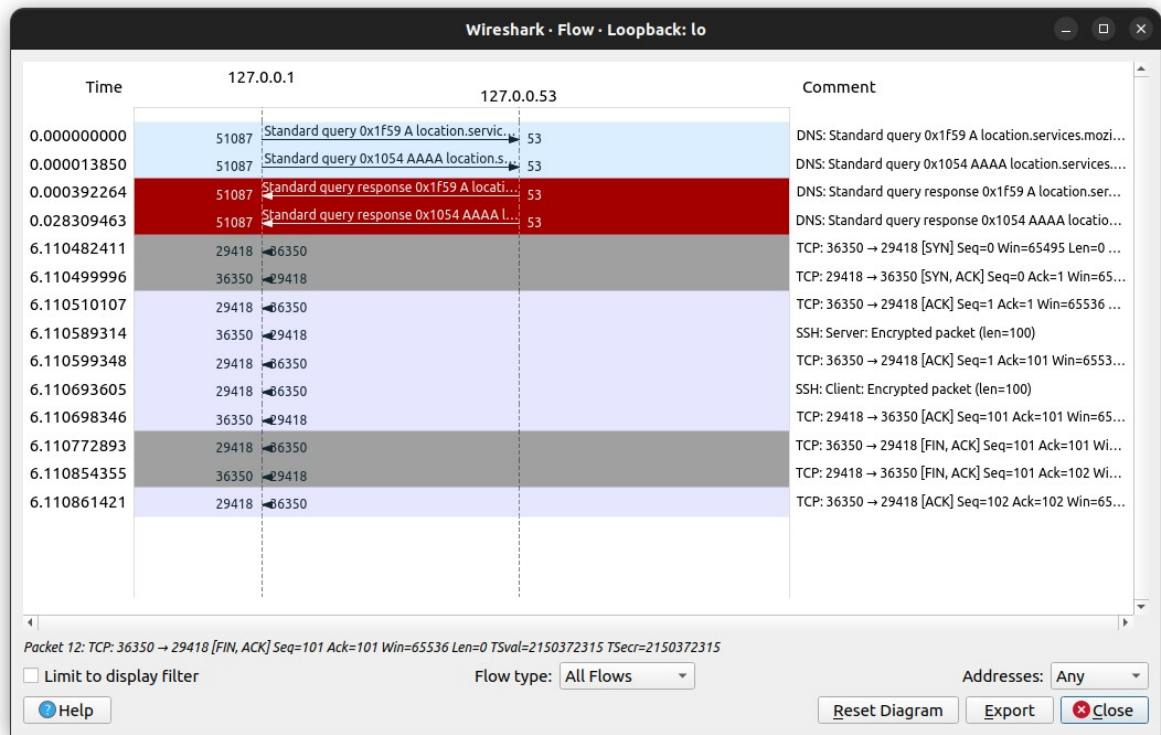 Wireshark · Flow · Loopback: lo
Time 127.0.0.1 127.0.0.53 Comment
0.000000000 51087 Standard query 0x1f59 A location.servic... 53 DNS: Standard query 0x1f59 A location.services.mozi...
0.000013850 51087 Standard query 0x1054 AAAA location.s... 53 DNS: Standard query 0x1054 AAAA location.services....
0.000392264 51087 Standard query response 0x1f59 A locati... 53 DNS: Standard query response 0x1f59 A location.ser...
0.028309463 51087 Standard query response 0x1054 AAAA l... 53 DNS: Standard query response 0x1054 AAAA locatio...
6.110482411 29418 36350 TCP: 36350 → 29418 [SYN] Seq=0 Win=65495 Len=0 ...
6.110499996 36350 29418 TCP: 29418 → 36350 [SYN, ACK] Seq=0 Ack=1 Win=65...
6.110510107 29418 36350 TCP: 36350 → 29418 [ACK] Seq=1 Ack=1 Win=65536 ...
6.110589314 36350 29418 SSH: Server: Encrypted packet (len=100)
6.110599348 29418 36350 TCP: 36350 → 29418 [ACK] Seq=1 Ack=101 Win=6553...
6.110693605 29418 36350 SSH: Client: Encrypted packet (len=100)
6.110698346 36350 29418 TCP: 29418 → 36350 [ACK] Seq=101 Ack=101 Win=65...
6.110772893 29418 36350 TCP: 36350 → 29418 [FIN, ACK] Seq=101 Ack=101 Wi...
6.110854355 36350 29418 TCP: 29418 → 36350 [FIN, ACK] Seq=101 Ack=102 Wi...
6.110861421 29418 36350 TCP: 36350 → 29418 [ACK] Seq=102 Ack=102 Win=65...
Packet 12: TCP: 36350 → 29418 [FIN, ACK] Seq=101 Ack=101 Win=65536 Len=0 TSval=2150372315 TSecr=2150372315
Limit to display filter Flow type: All Flows Addresses: Any
Help Reset Diagram Export Close